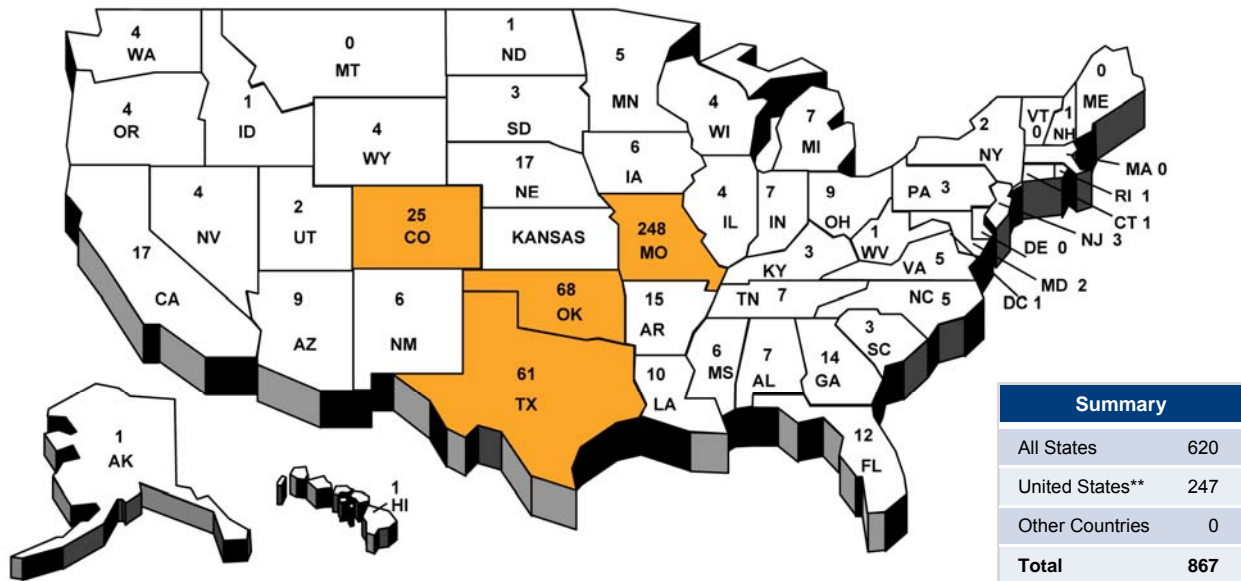 4
WA
0
MT
1
ND
5
MN
4
WI
7
MI
2
NY
VT
0
1
NH
0
ME
4
OR
1
ID
3
SD
4
WY
6
IA
17
NE
MA 0
RI 1
CT 1
NJ 3
DE 0
MD 2
DC 1
PA 3
4
NV
2
UT
25
CO
KANSAS
248
MO
4
IL
7
IN
9
OH
1
WV
5
VA
3
KY
17
CA
9
AZ
6
NM
68
OK
15
AR
TN 7
NC 5
3
SC
61
TX
10
LA
6
MS
7
AL
14
GA
12
FL
1
AK
1
HI
Summary
All States 620
United States** 247
Other Countries 0
Total 867